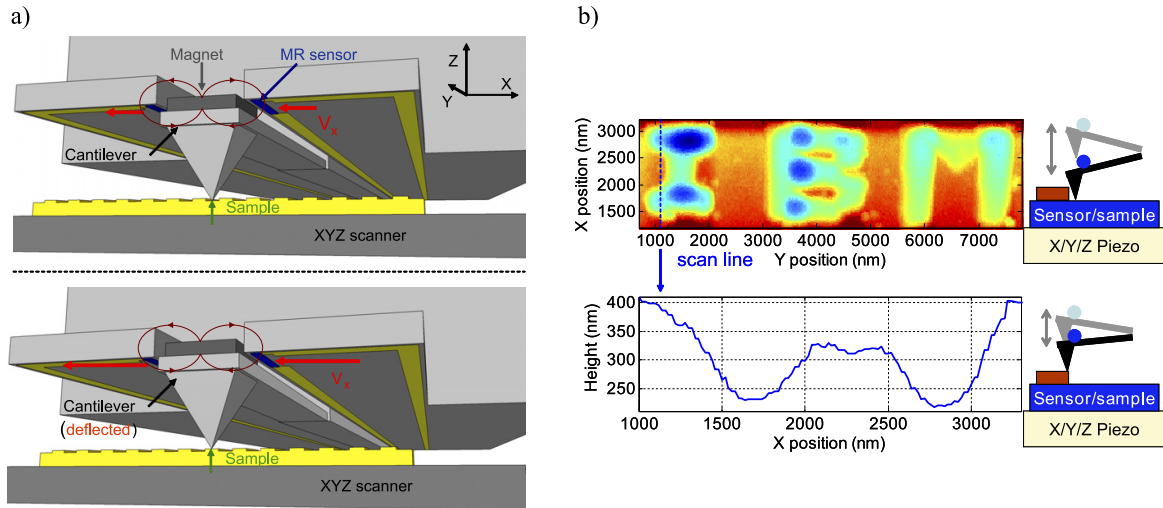 a)
Magnet
MR sensor
Z
X
Y
Vx
Cantilever
Sample
XYZ scanner
Vx
Cantilever
(deflected)
Sample
XYZ scanner
b)
X position (nm)
3000
2500
2000
1500
IBM
1000 2000 3000 4000 5000 6000 7000
scan line
Y position (nm)
Sensor/sample
X/Y/Z Piezo
Height (nm)
400
350
300
250
1000 1500 2000 2500 3000
X position (nm)
Sensor/sample
X/Y/Z Piezo